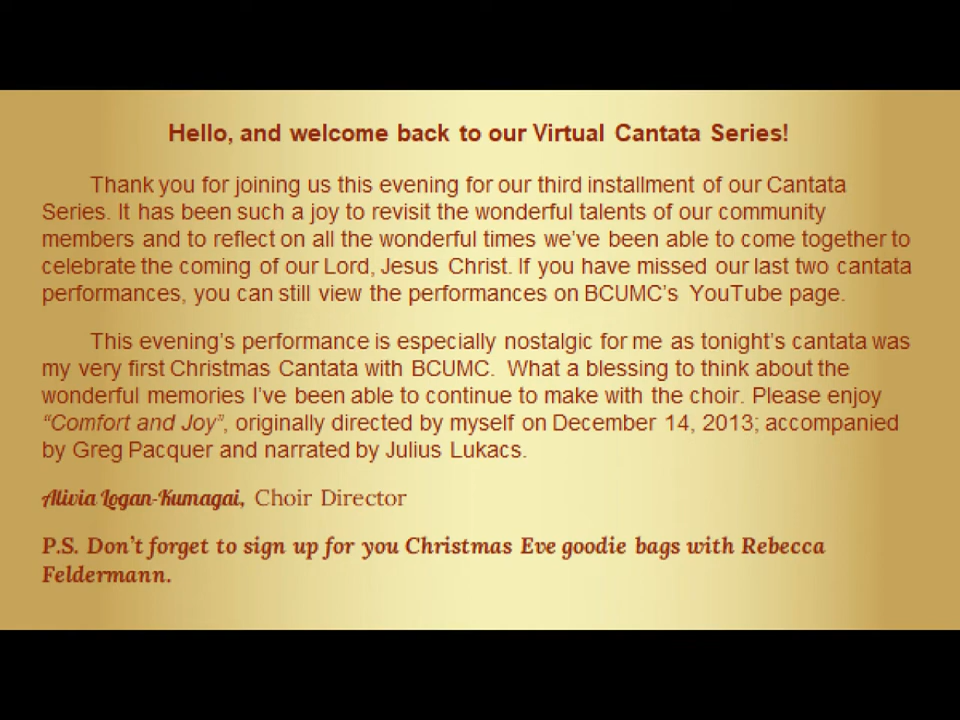 Hello, and welcome back to our Virtual Cantata Series!
Thank you for joining us this evening for our third installment of our Cantata
Series. It has been such a joy to revisit the wonderful talents of our community
members and to reflect on all the wonderful times we’ve been able to come together to
celebrate the coming of our Lord, Jesus Christ. If you have missed our last two cantata
performances, you can still view the performances on BCUMC’s YouTube page.
This evening’s performance is especially nostalgic for me as tonight’s cantata was
my very first Christmas Cantata with BCUMC. What a blessing to think about the
wonderful memories I’ve been able to continue to make with the choir. Please enjoy
“Comfort and Joy”, originally directed by myself on December 14, 2013; accompanied
by Greg Pacquer and narrated by Julius Lukacs.
Alivia Logan-Kumagai, Choir Director
P.S. Don’t forget to sign up for you Christmas Eve goodie bags with Rebecca
Feldermann.